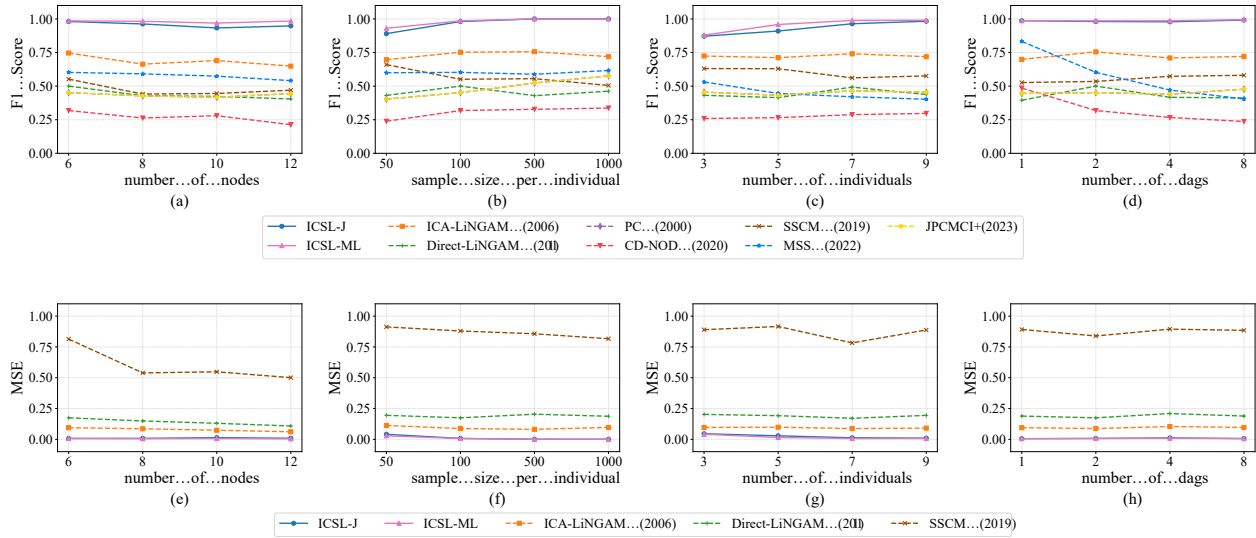 1.00
0.75
0.50
0.25
0.00
F1…Score
6 8 10 12
number…of…nodes
(a)
1.00
0.75
0.50
0.25
0.00
F1…Score
50 100 500 1000
sample…size…per…individual
(b)
1.00
0.75
0.50
0.25
0.00
F1…Score
3 5 7 9
number…of…individuals
(c)
1.00
0.75
0.50
0.25
0.00
F1…Score
1 2 4 8
number…of…dags
(d)
ICSL-J ICA-LiNGAM…(2006) PC…(2000) SSCM…(2019) JPCMCI+(2023)
ICSL-ML Direct-LiNGAM…(2011) CD-NOD…(2020) MSS…(2022)
1.00
0.75
0.50
0.25
0.00
MSE
6 8 10 12
number…of…nodes
(e)
1.00
0.75
0.50
0.25
0.00
MSE
50 100 500 1000
sample…size…per…individual
(f)
1.00
0.75
0.50
0.25
0.00
MSE
3 5 7 9
number…of…individuals
(g)
1.00
0.75
0.50
0.25
0.00
MSE
1 2 4 8
number…of…dags
(h)
ICSL-J ICSL-ML ICA-LiNGAM…(2006) Direct-LiNGAM…(2011) SSCM…(2019)